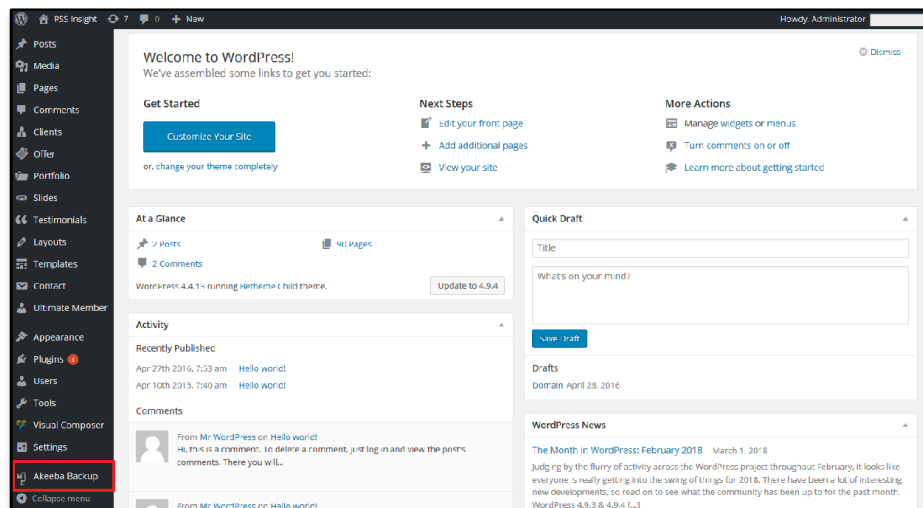 PSS Insight 7 0 + New Howdy, Administrator
Posts
Media
Pages
Comments
Clients
Offer
Portfolio
Slides
Testimonials
Layouts
Templates
Contact
Ultimate Member
Appearance
Plugins 3
Users
Tools
Visual Composer
Settings
Akeeba Backup
Collapse menu
Welcome to WordPress!
We've assembled some links to get you started:
Dismiss
Get Started
Customize Your Site
or, change your theme completely
Next Steps
Edit your front page
Add additional pages
View your site
More Actions
Manage widgets or menus
Turn comments on or off
Learn more about getting started
At a Glance
2 Posts 90 Pages
2 Comments
WordPress 4.4.13 running Betheme Child theme. Update to 4.9.4
Activity
Recently Published
Apr 27th 2016, 7:53 am Hello world!
Apr 10th 2015, 7:40 am Hello world!
Comments
From Mr WordPress on Hello world!
Hi, this is a comment. To delete a comment, just log in and view the post's
comments. There you will...
From Mr WordPress on Hello world!
Quick Draft
Title
What's on your mind?
Save Draft
Drafts
Domain April 28, 2016
WordPress News
The Month in WordPress: February 2018 March 1, 2018
Judging by the flurry of activity across the WordPress project throughout February, it looks like
everyone is really getting into the swing of things for 2018. There have been a lot of interesting
new developments, so read on to see what the community has been up to for the past month.
WordPress 4.9.3 & 4.9.4 [...]